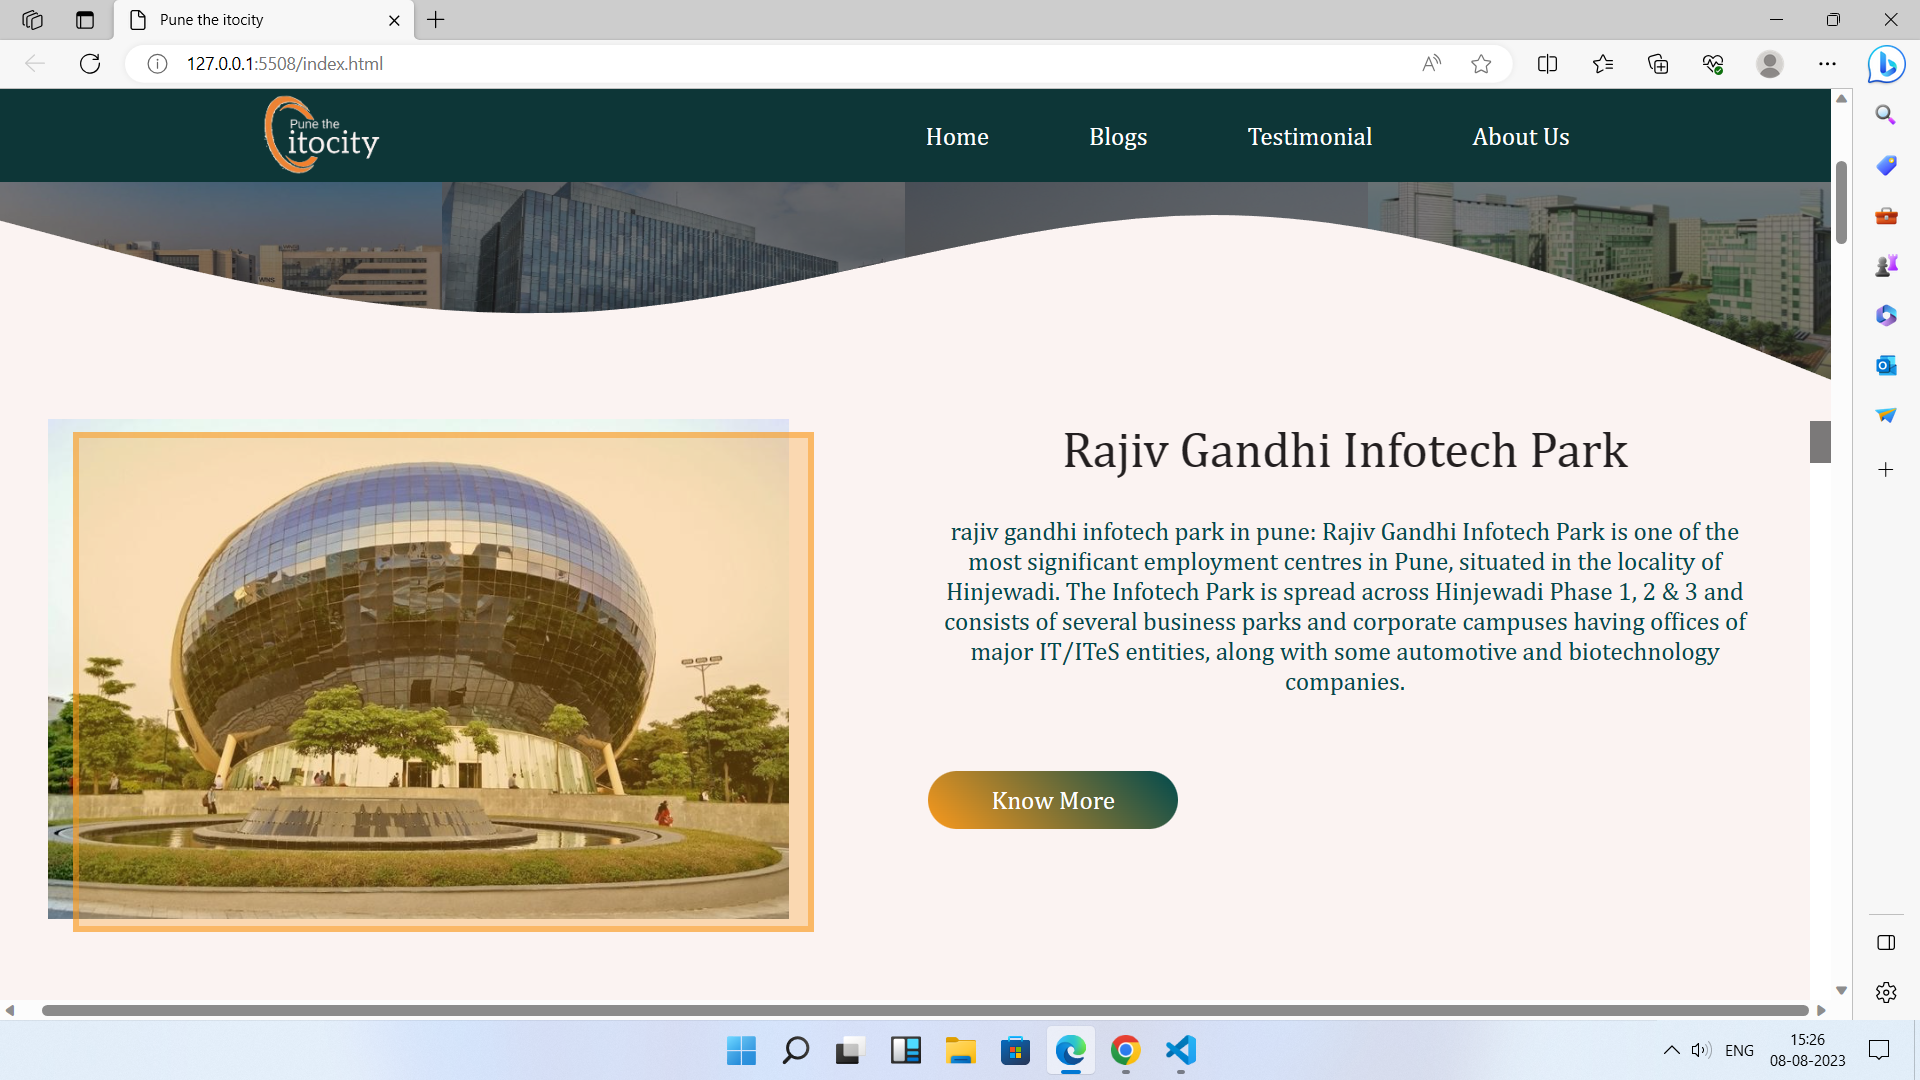 Pune the itocity
127.0.0.1:5508/index.html
Pune the
itocity
Home
Blogs
Testimonial
About Us
Rajiv Gandhi Infotech Park
rajiv gandhi infotech park in pune: Rajiv Gandhi Infotech Park is one of the
most significant employment centres in Pune, situated in the locality of
Hinjewadi. The Infotech Park is spread across Hinjewadi Phase 1, 2 & 3 and
consists of several business parks and corporate campuses having offices of
major IT/ITeS entities, along with some automotive and biotechnology
companies.
Know More
ENG
15:26
08-08-2023